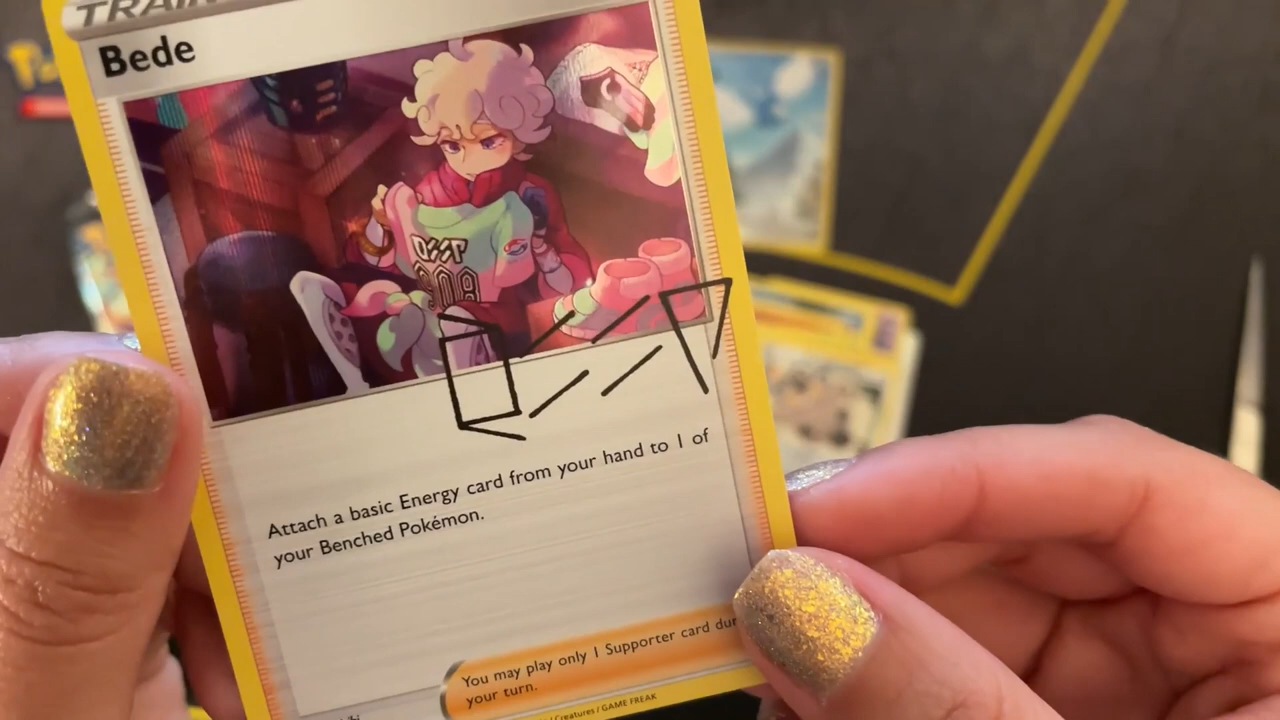 TRAIN
Bede
Attach a basic Energy card from your hand to 1 of
your Benched Pokémon.
You may play only 1 Supporter card dur
your turn.
/ Creatures / GAME FREAK